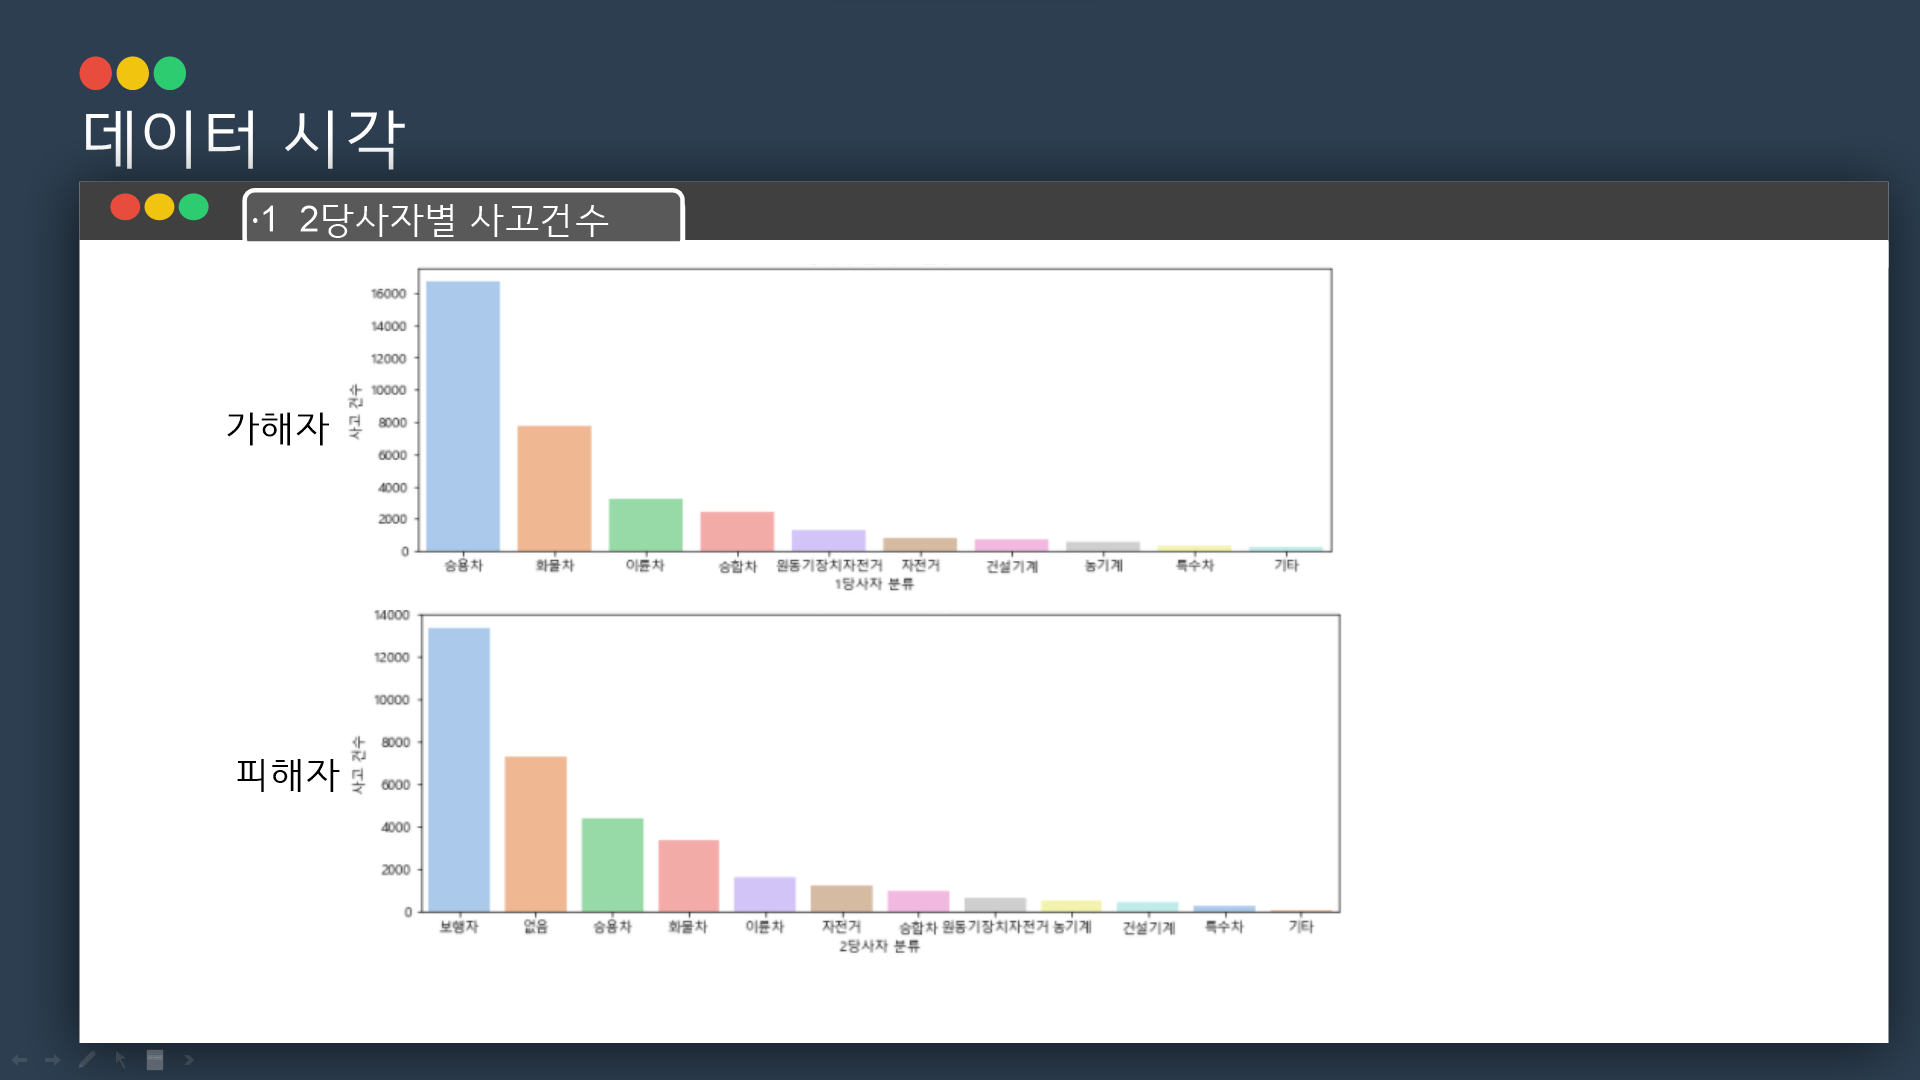 데이터 시각
·1 2당사자별 사고건수
가해자
사고 건수
16000
14000
12000
10000
8000
6000
4000
2000
0
승용차 화물차 이륜차 승합차 원동기장치자전거 자전거 건설기계 농기계 특수차 기타
1당사자 분류
피해자
사고 건수
14000
12000
10000
8000
6000
4000
2000
0
보행자 없음 승용차 화물차 이륜차 자전거 승합차 원동기장치자전거 농기계 건설기계 특수차 기타
2당사자 분류